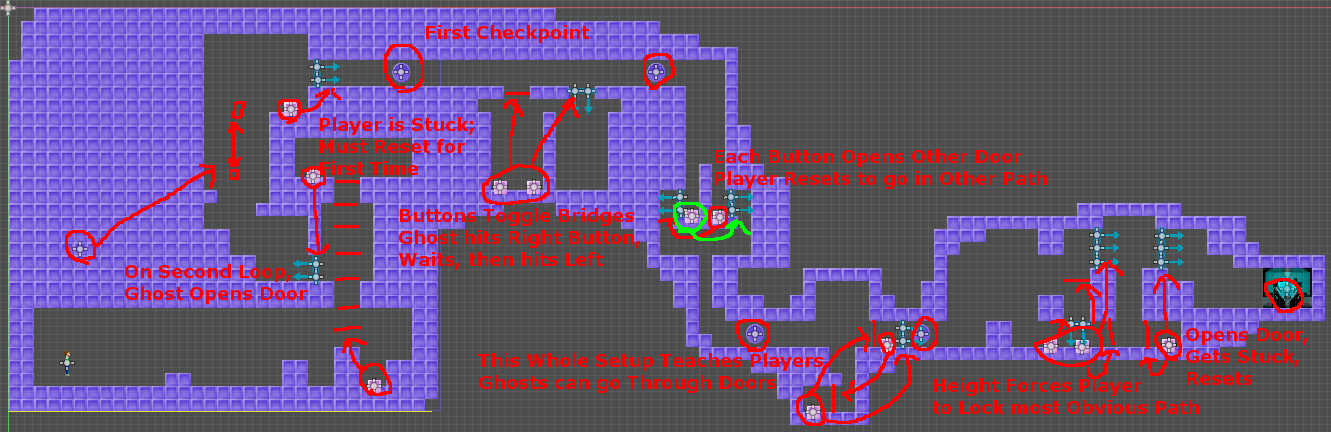 First Checkpoint
Player is Stuck;
Must Reset for
First Time
Each Button Opens Other Door
Player Resets to go in Other Path
Buttons Toggle Bridges
Ghost hits Right Button,
Waits, then hits Left
On Second Loop,
Ghost Opens Door
This Whole Setup Teaches Players
Ghosts can go Through Doors
Opens Door,
Gets Stuck,
Resets
Height Forces Player
to Lock most Obvious Path